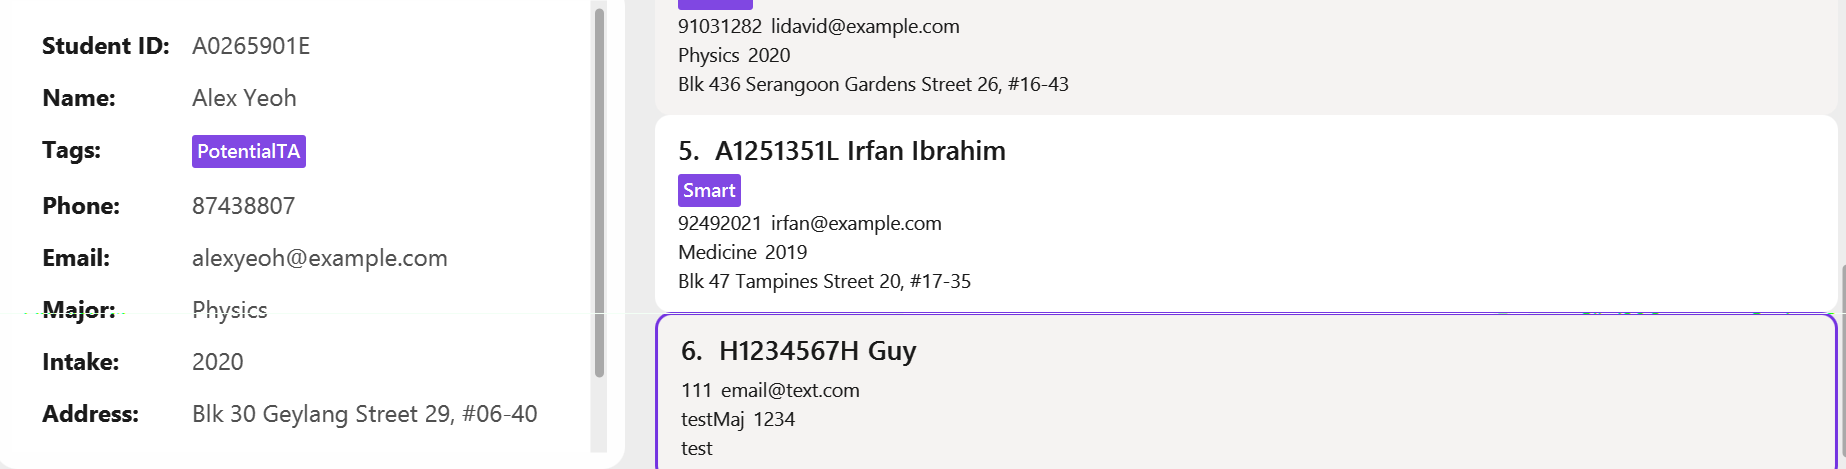 Student ID: A0265901E
Name: Alex Yeoh
Tags: PotentialTA
Phone: 87438807
Email: alexyeoh@example.com
Major: Physics
Intake: 2020
Address: Blk 30 Geylang Street 29, #06-40
91031282 lidavid@example.com
Physics 2020
Blk 436 Serangoon Gardens Street 26, #16-43
5. A1251351L Irfan Ibrahim
Smart
92492021 irfan@example.com
Medicine 2019
Blk 47 Tampines Street 20, #17-35
6. H1234567H Guy
111 email@text.com
testMaj 1234
test